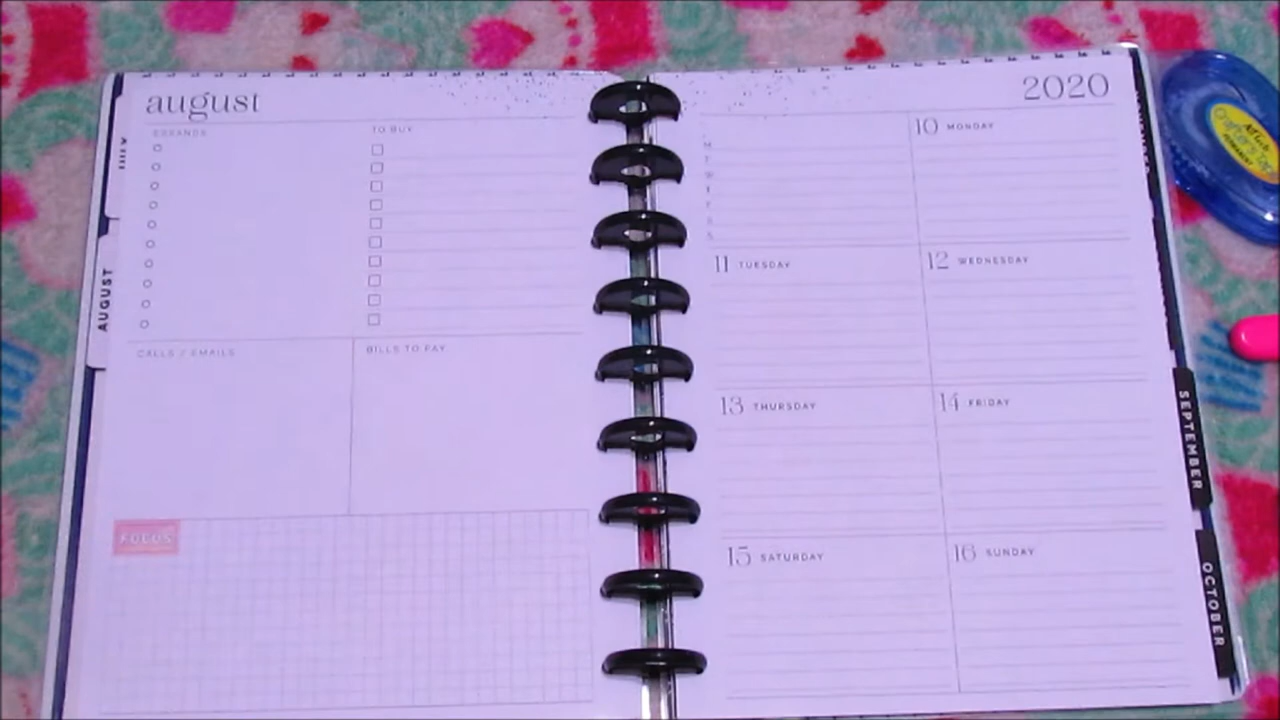 august
ERRANDS
TO BUY
CALLS / EMAILS
BILLS TO PAY
FOCUS
AUGUST
2020
M
T
W
T
F
S
S
10 MONDAY
11 TUESDAY
12 WEDNESDAY
13 THURSDAY
14 FRIDAY
15 SATURDAY
16 SUNDAY
SEPTEMBER
OCTOBER